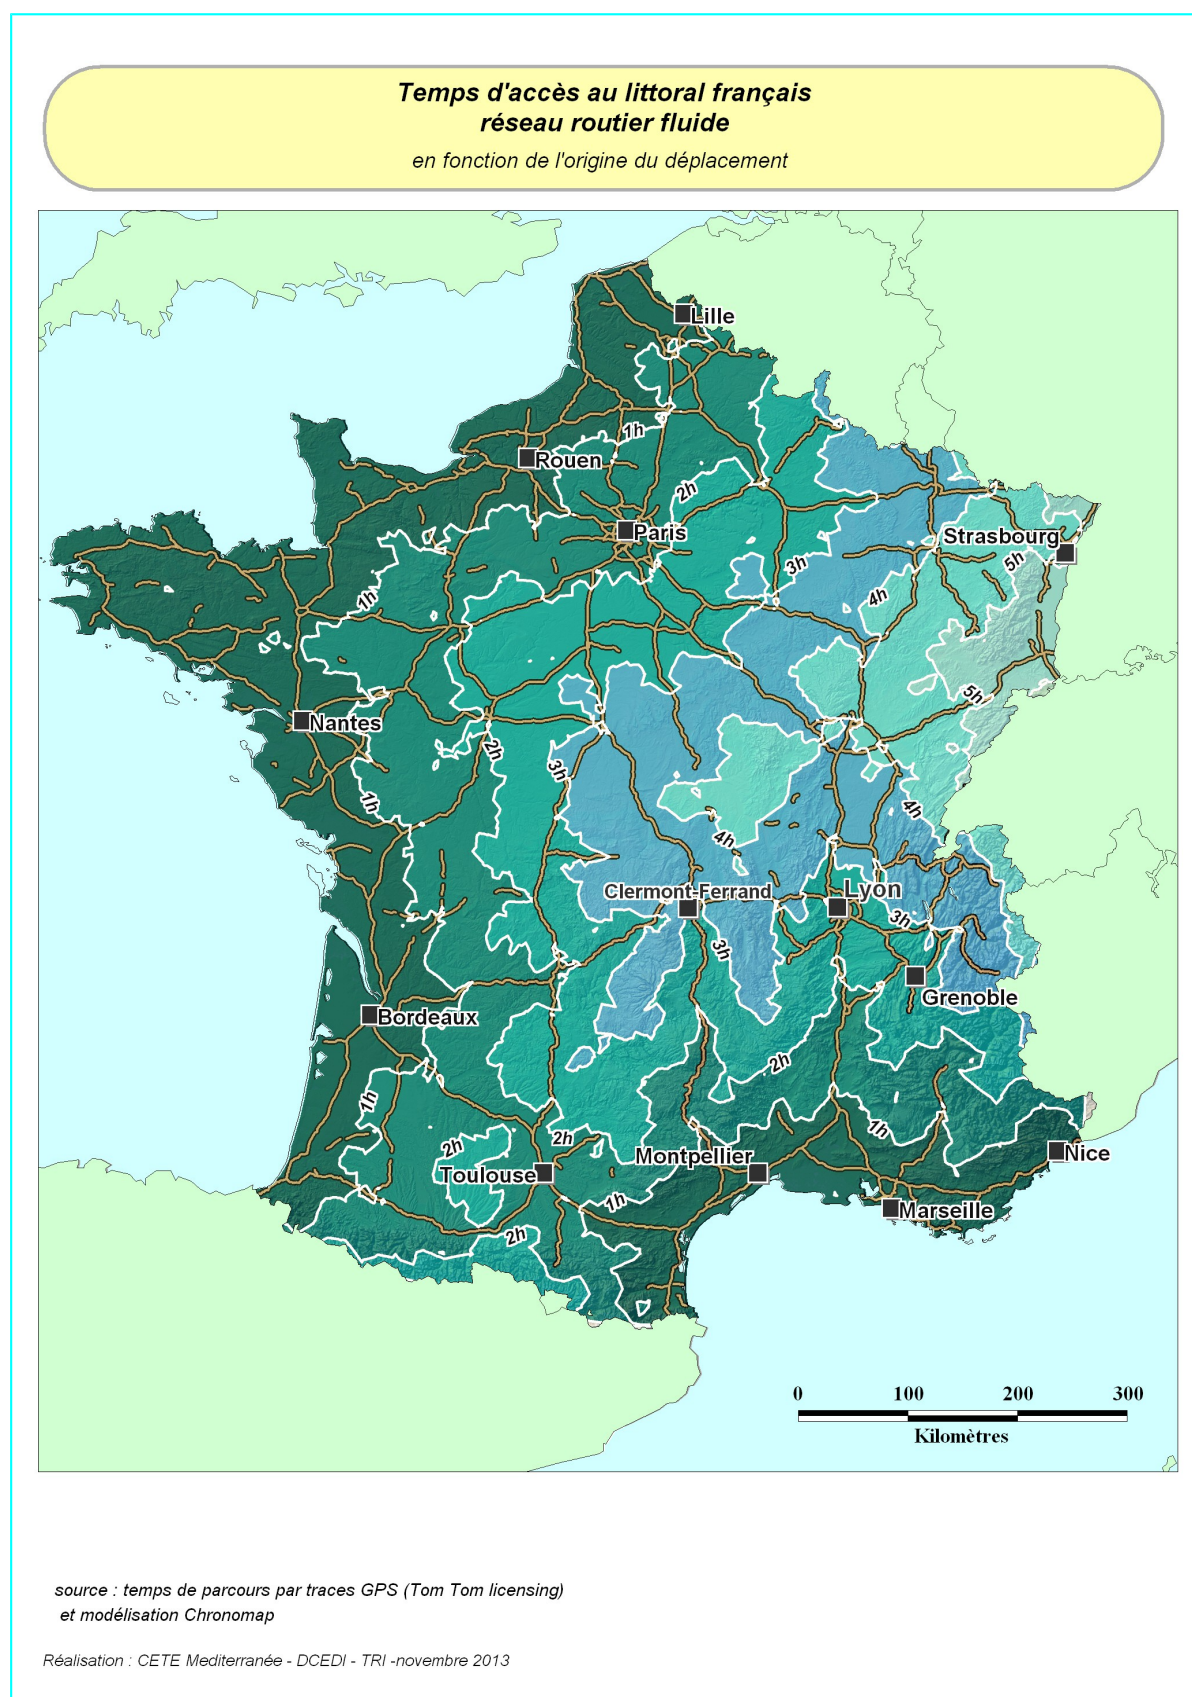 Temps d'accès au littoral français
réseau routier fluide
en fonction de l'origine du déplacement
Lille
1h
Rouen
2h
Paris
Strasbourg
3h
5h
4h
1h
5h
Nantes
2h
3h
1h
4h
4h
Clermont-Ferrand
Lyon
3h
3h
Grenoble
Bordeaux
2h
1h
1h
2h
2h
Toulouse
Montpellier
Nice
1h
Marseille
2h
0 100 200 300
Kilomètres
source : temps de parcours par traces GPS (Tom Tom licensing)
et modélisation Chronomap
Réalisation : CETE Mediterranée - DCEDI - TRI -novembre 2013